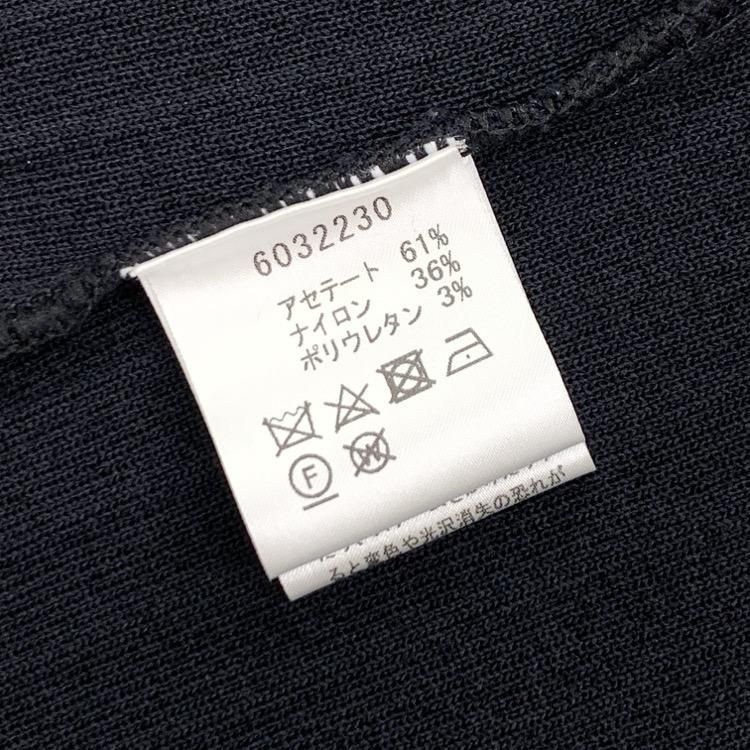 6032230
アセテート 61%
ナイロン 36%
ポリウレタン 3%
F
W
ると変色や光沢消失の恐れが